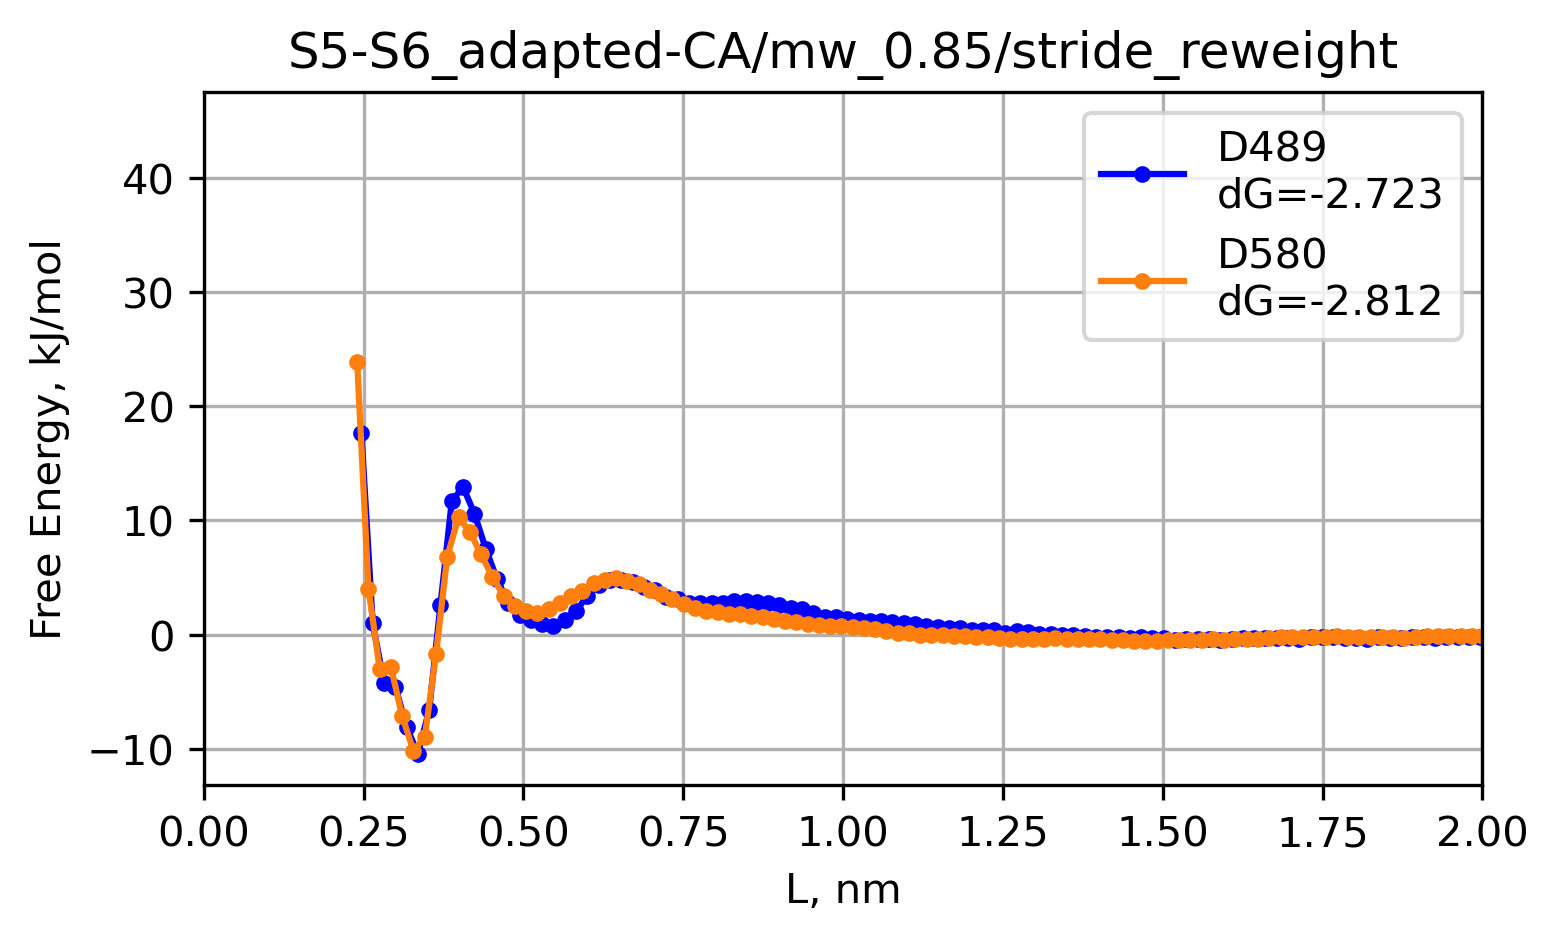 S5-S6_adapted-CA/mw_0.85/stride_reweight
D489
dG=-2.723
D580
dG=-2.812
Free Energy, kJ/mol
40
30
20
10
0
−10
0.00 0.25 0.50 0.75 1.00 1.25 1.50 1.75 2.00
L, nm